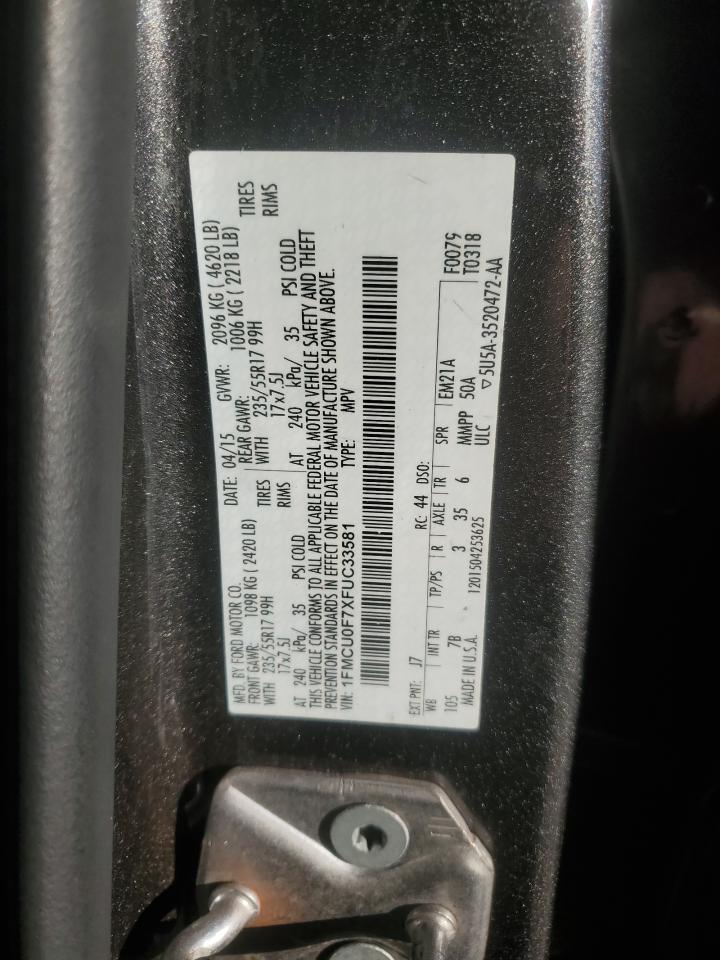 MFD. BY FORD MOTOR CO. DATE: 04/15 GVWR: 2096 KG ( 4620 LB)
FRONT GAWR: 1098 KG ( 2420 LB) REAR GAWR: 1006 KG ( 2218 LB)
WITH 235/55R17 99H TIRES WITH 235/55R17 99H TIRES
17x7.5J RIMS 17x7.5J RIMS
AT 240 kPa/ 35 PSI COLD AT 240 kPa/ 35 PSI COLD
THIS VEHICLE CONFORMS TO ALL APPLICABLE FEDERAL MOTOR VEHICLE SAFETY AND THEFT
PREVENTION STANDARDS IN EFFECT ON THE DATE OF MANUFACTURE SHOWN ABOVE.
VIN: 1FMCU0F7XFUC33581 TYPE: MPV
EXT PNT: J7 RC: 44 DSO:
WB INT TR TP/PS R AXLE TR SPR EM21A F0079
105 7B 3 35 6 MMPP 50A T0318
MADE IN U.S.A. 1201504253625 ULC ▽5U5A-3520472-AA